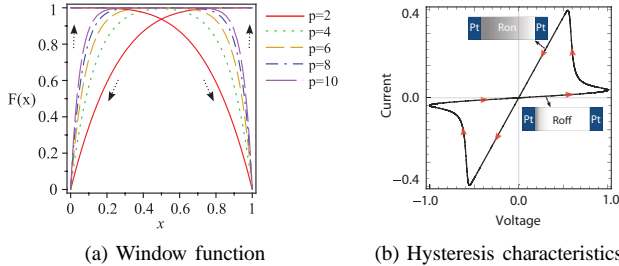 1
0.8
F(x)
0.6
0.4
0.2
0
0 0.2 0.4 0.6 0.8 1
x
p=2
p=4
p=6
p=8
p=10
(a) Window function
0.4
Current
0.0
−0.4
-1.0 0.0 1.0
Voltage
Pt Ron Pt
Pt Roff Pt
(b) Hysteresis characteristics